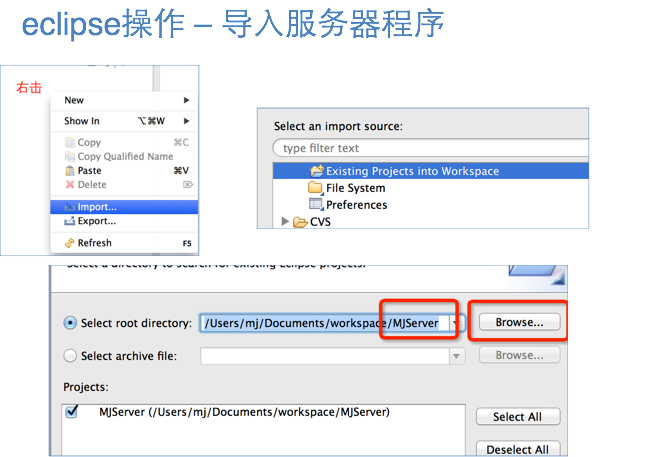 eclipse操作 – 导入服务器程序
右击
New
Show In ⌥⌘W
Copy ⌘C
Copy Qualified Name
Paste ⌘V
Delete ⌦
Import...
Export...
Refresh F5
Select an import source:
type filter text
Existing Projects into Workspace
File System
Preferences
CVS
Select a directory to search for existing Eclipse projects.
Select root directory: /Users/mj/Documents/workspace/MJServer Browse...
Select archive file: Browse...
Projects:
MJServer (/Users/mj/Documents/workspace/MJServer)
Select All
Deselect All